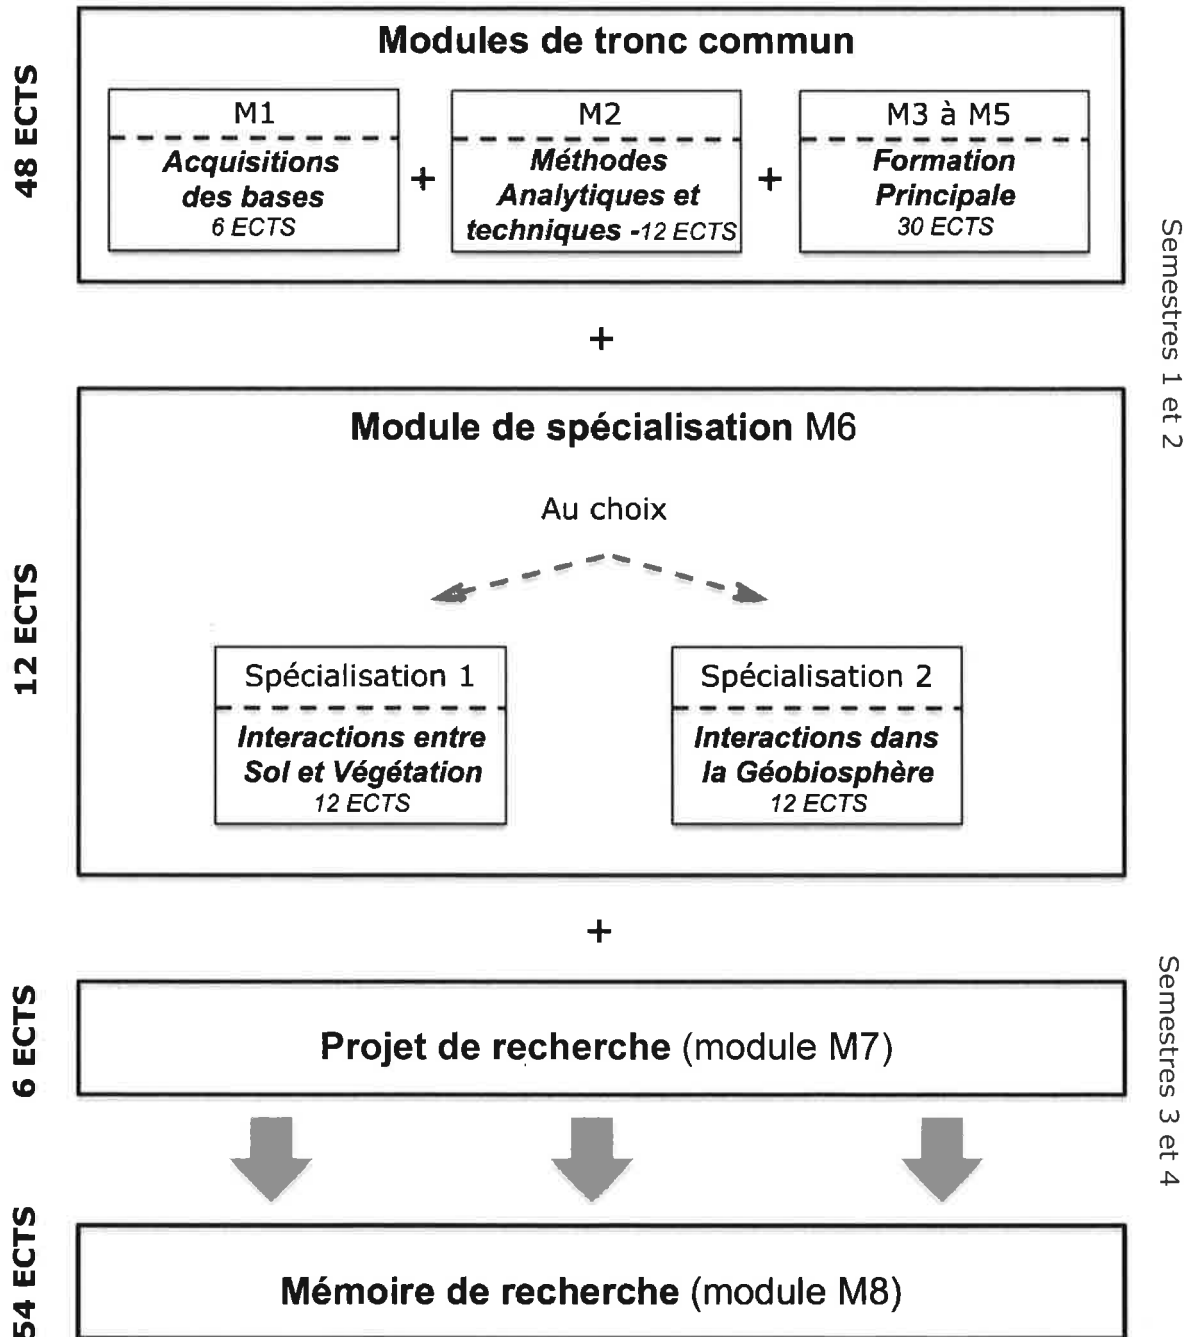 48 ECTS
Modules de tronc commun
M1
Acquisitions
des bases
6 ECTS
+
M2
Méthodes
Analytiques et
techniques -12 ECTS
+
M3 à M5
Formation
Principale
30 ECTS
Semestres 1 et 2
+
12 ECTS
Module de spécialisation M6
Au choix
Spécialisation 1
Interactions entre
Sol et Végétation
12 ECTS
Spécialisation 2
Interactions dans
la Géobiosphère
12 ECTS
+
6 ECTS
Projet de recherche (module M7)
Semestres 3 et 4
54 ECTS
Mémoire de recherche (module M8)